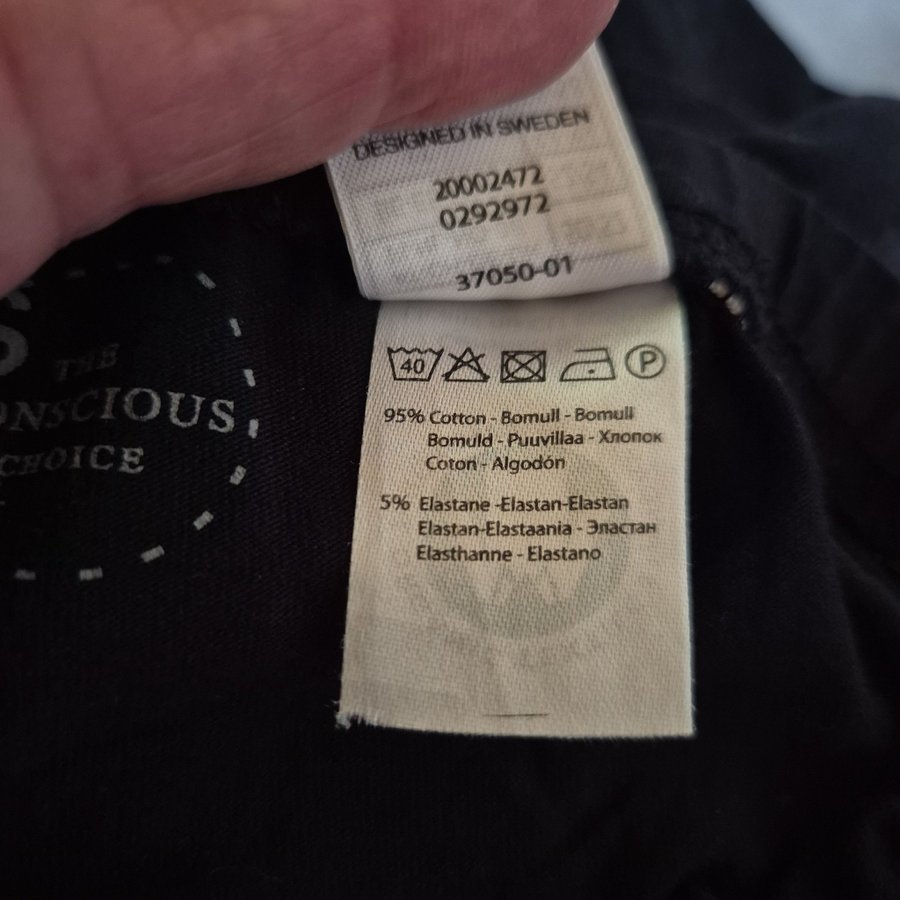 DESIGNED IN SWEDEN
20002472
0292972
37050-01
THE
ONSCIOUS
CHOICE
40
P
95% Cotton - Bomull - Bomull
Bomuld - Puuvillaa - Хлопок
Coton - Algodón
5% Elastane -Elastan-Elastan
Elastan-Elastaania - Эластан
Elasthanne - Elastano